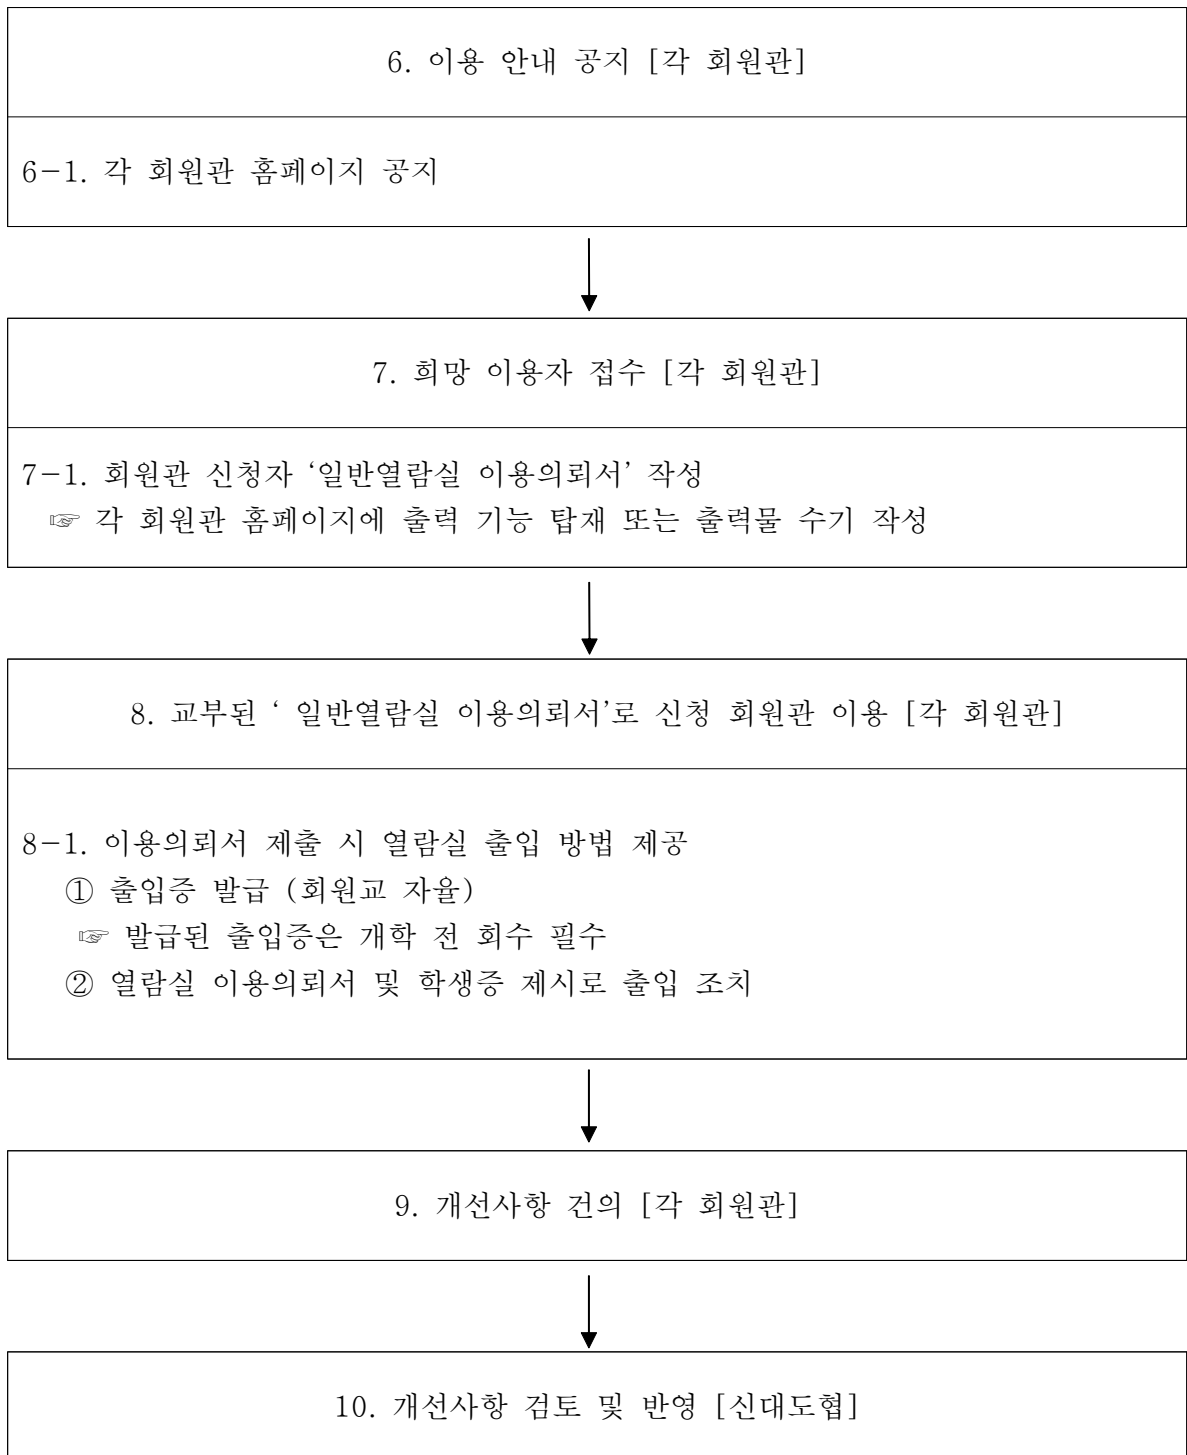 6. 이용 안내 공지 [각 회원관]
6-1. 각 회원관 홈페이지 공지
7. 희망 이용자 접수 [각 회원관]
7-1. 회원관 신청자 ‘일반열람실 이용의뢰서’ 작성
☞ 각 회원관 홈페이지에 출력 기능 탑재 또는 출력물 수기 작성
8. 교부된 ‘ 일반열람실 이용의뢰서’로 신청 회원관 이용 [각 회원관]
8-1. 이용의뢰서 제출 시 열람실 출입 방법 제공
① 출입증 발급 (회원교 자율)
☞ 발급된 출입증은 개학 전 회수 필수
② 열람실 이용의뢰서 및 학생증 제시로 출입 조치
9. 개선사항 건의 [각 회원관]
10. 개선사항 검토 및 반영 [신대도협]